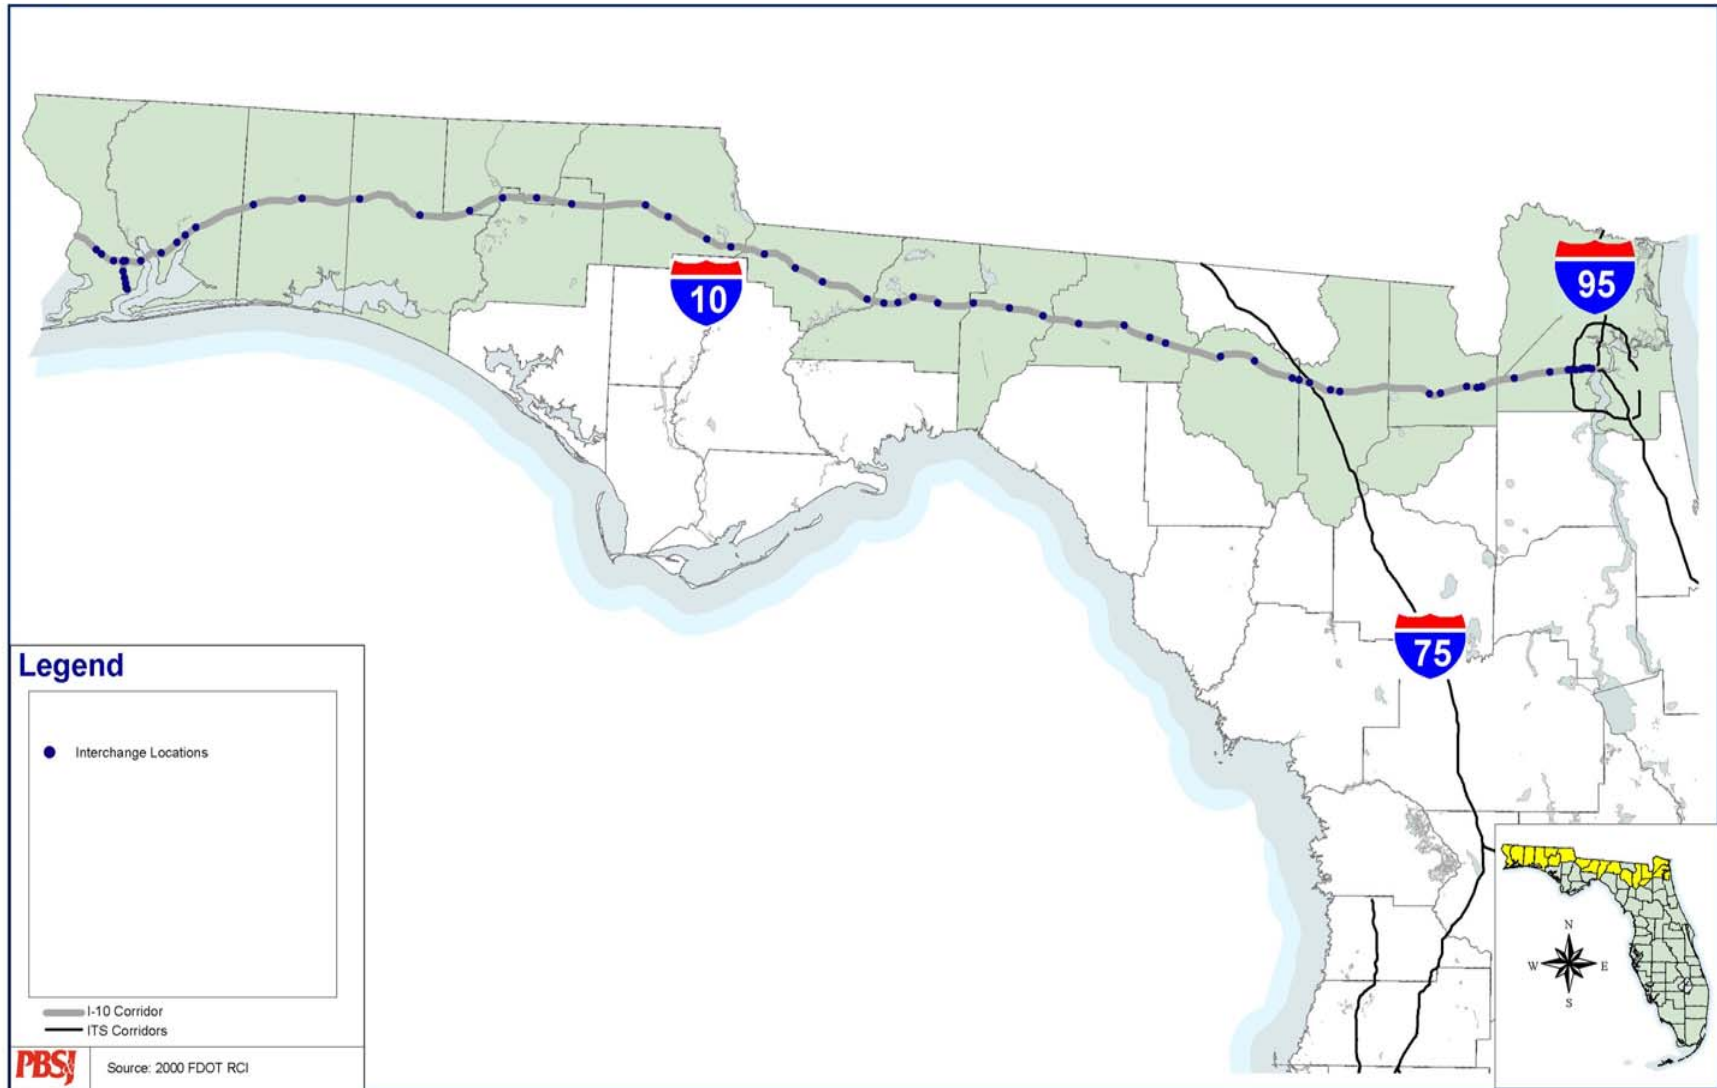 10
95
75
Legend
Interchange Locations
I-10 Corridor
ITS Corridors
PBSJ
Source: 2000 FDOT RCI
N
W E
S